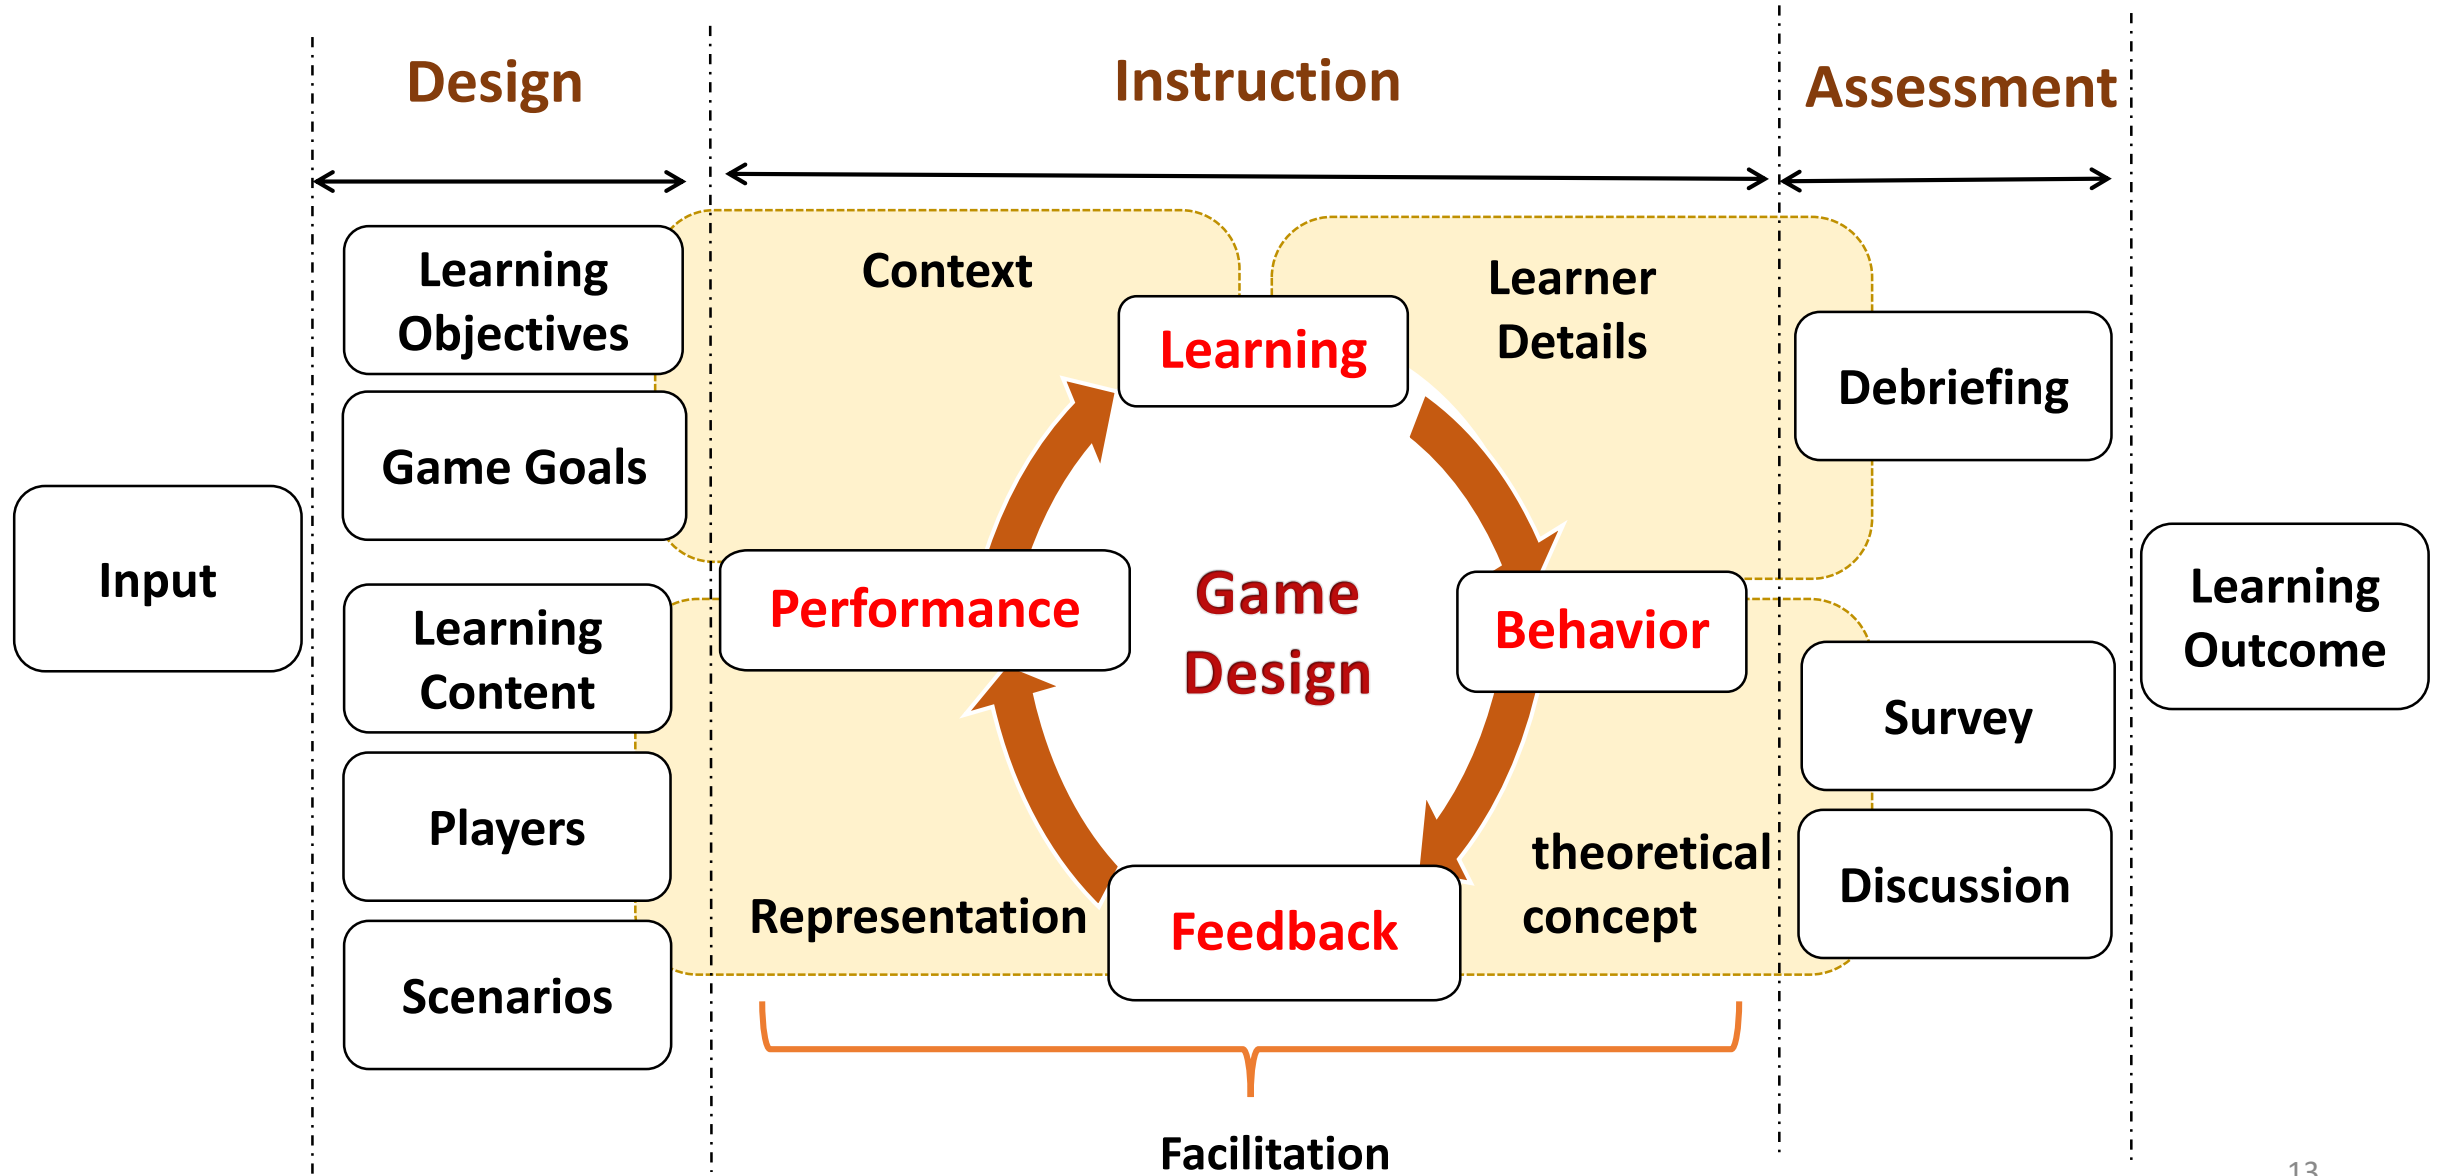 Design
Instruction
Assessment
Input
Learning
Objectives
Game Goals
Learning
Content
Players
Scenarios
Context
Learner
Details
Learning
Performance
Game
Design
Behavior
Representation
Feedback
theoretical
concept
Facilitation
Debriefing
Survey
Discussion
Learning
Outcome
13